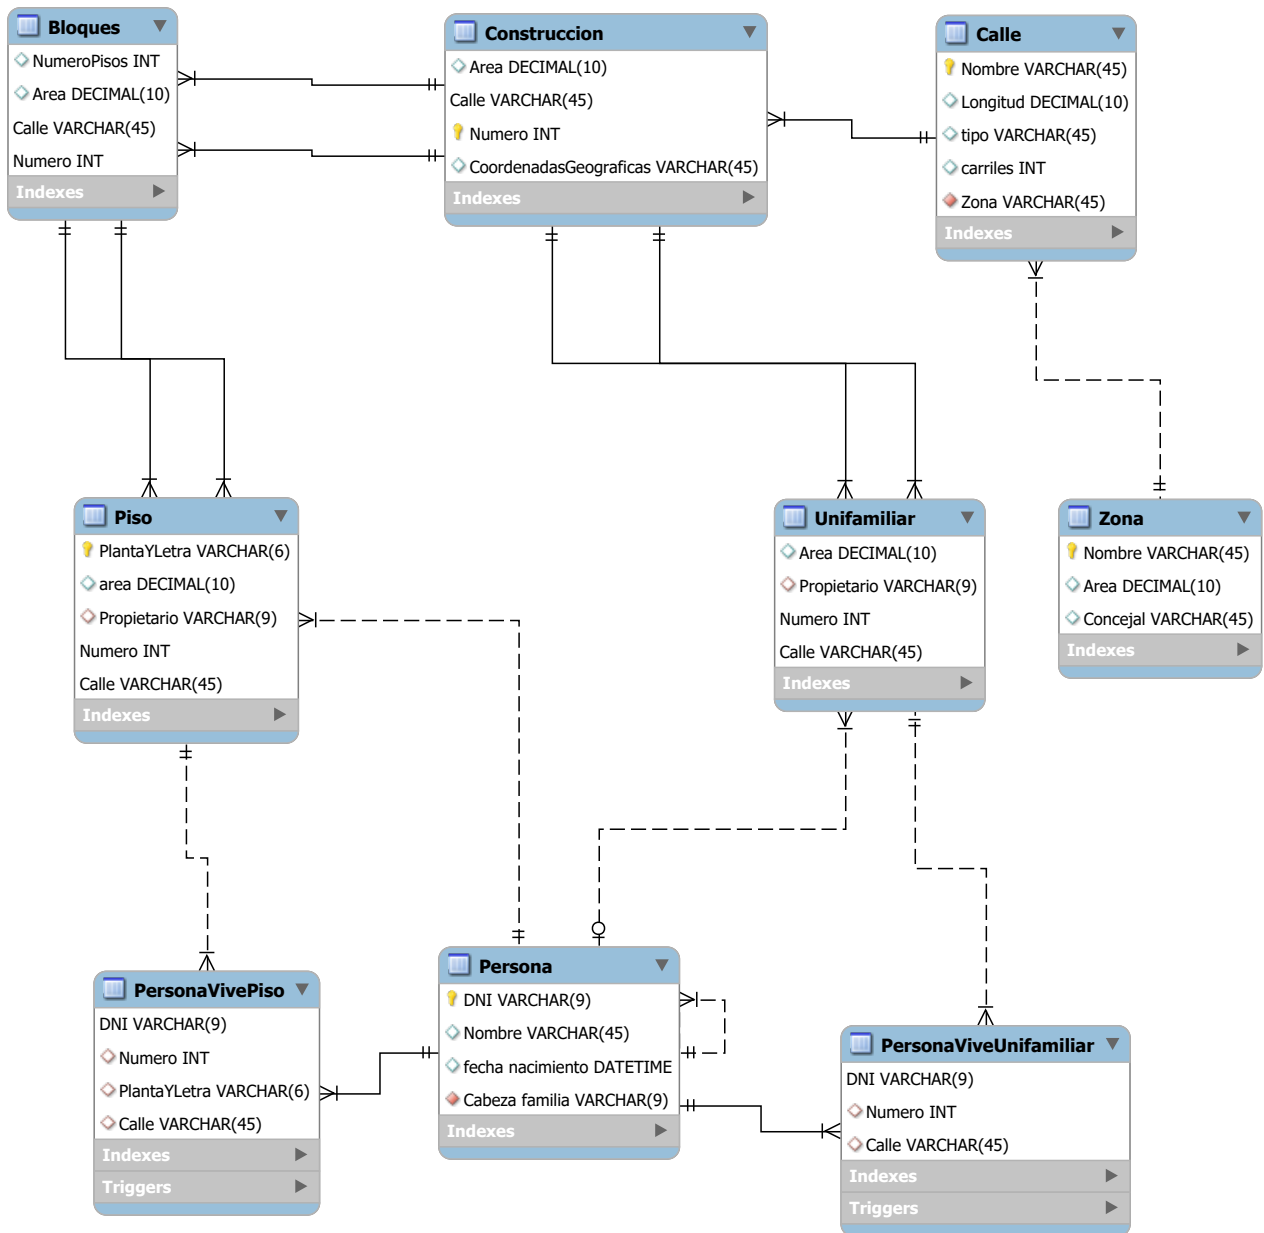 Bloques
NumeroPisos INT
Area DECIMAL(10)
Calle VARCHAR(45)
Numero INT
Indexes
Construccion
Area DECIMAL(10)
Calle VARCHAR(45)
Numero INT
CoordenadasGeograficas VARCHAR(45)
Indexes
Calle
Nombre VARCHAR(45)
Longitud DECIMAL(10)
tipo VARCHAR(45)
carriles INT
Zona VARCHAR(45)
Indexes
Piso
PlantaYLetra VARCHAR(6)
area DECIMAL(10)
Propietario VARCHAR(9)
Numero INT
Calle VARCHAR(45)
Indexes
Unifamiliar
Area DECIMAL(10)
Propietario VARCHAR(9)
Numero INT
Calle VARCHAR(45)
Indexes
Zona
Nombre VARCHAR(45)
Area DECIMAL(10)
Concejal VARCHAR(45)
Indexes
PersonaVivePiso
DNI VARCHAR(9)
Numero INT
PlantaYLetra VARCHAR(6)
Calle VARCHAR(45)
Indexes
Triggers
Persona
DNI VARCHAR(9)
Nombre VARCHAR(45)
fecha nacimiento DATETIME
Cabeza familia VARCHAR(9)
Indexes
PersonaViveUnifamiliar
DNI VARCHAR(9)
Numero INT
Calle VARCHAR(45)
Indexes
Triggers